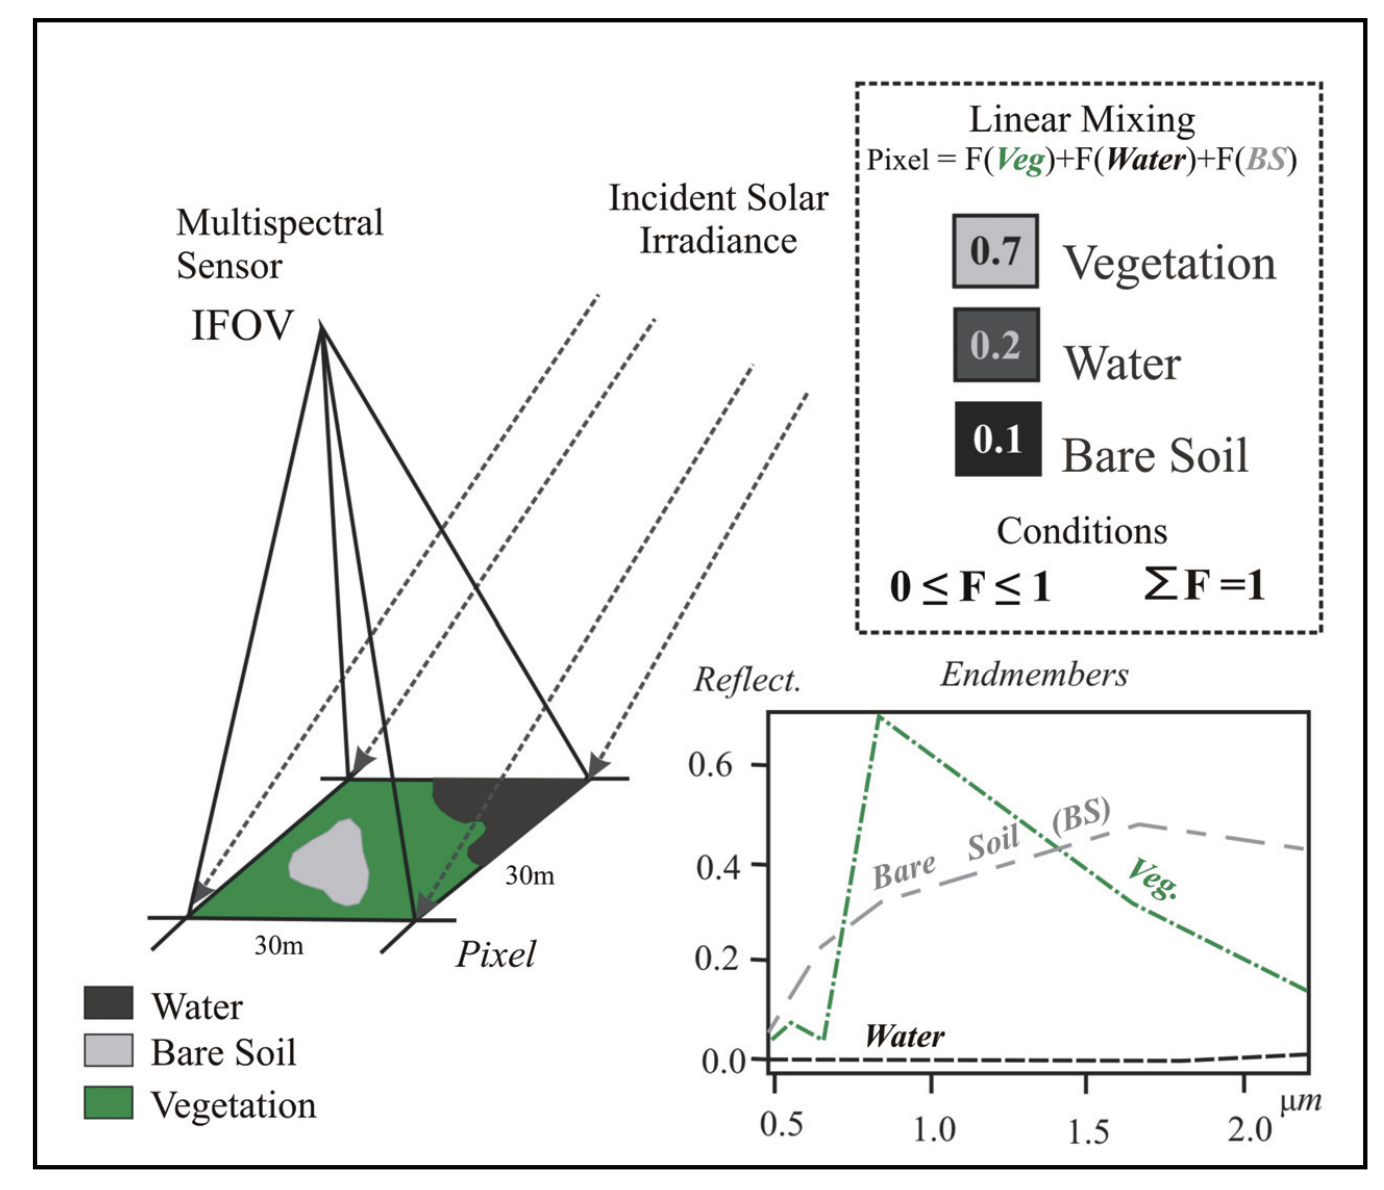 Multispectral
Sensor
IFOV
Incident Solar
Irradiance
30m
30m
Pixel
Water
Bare Soil
Vegetation
Linear Mixing
Pixel = F(Veg)+F(Water)+F(BS)
0.7 Vegetation
0.2 Water
0.1 Bare Soil
Conditions
0 ≤ F ≤ 1 ΣF =1
Reflect. Endmembers
0.6
0.4
0.2
0.0
Bare Soil (BS)
Veg.
Water
0.5 1.0 1.5 2.0 μm